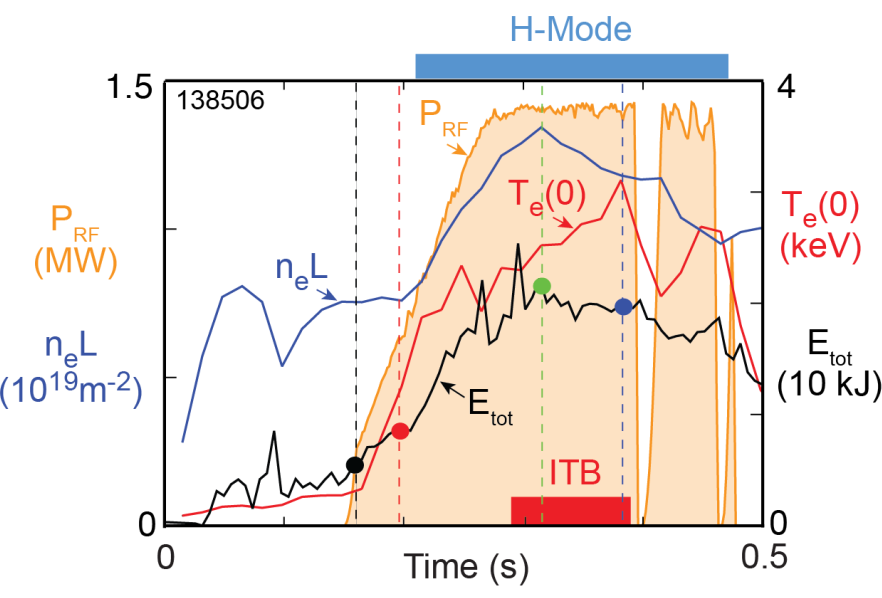 H-Mode
1.5
138506
4
P_RF
T_e(0)
P_RF
(MW)
T_e(0)
(keV)
n_eL
n_eL
(10^19m^-2)
E_tot
(10 kJ)
E_tot
ITB
0
0
0
0.5
Time (s)